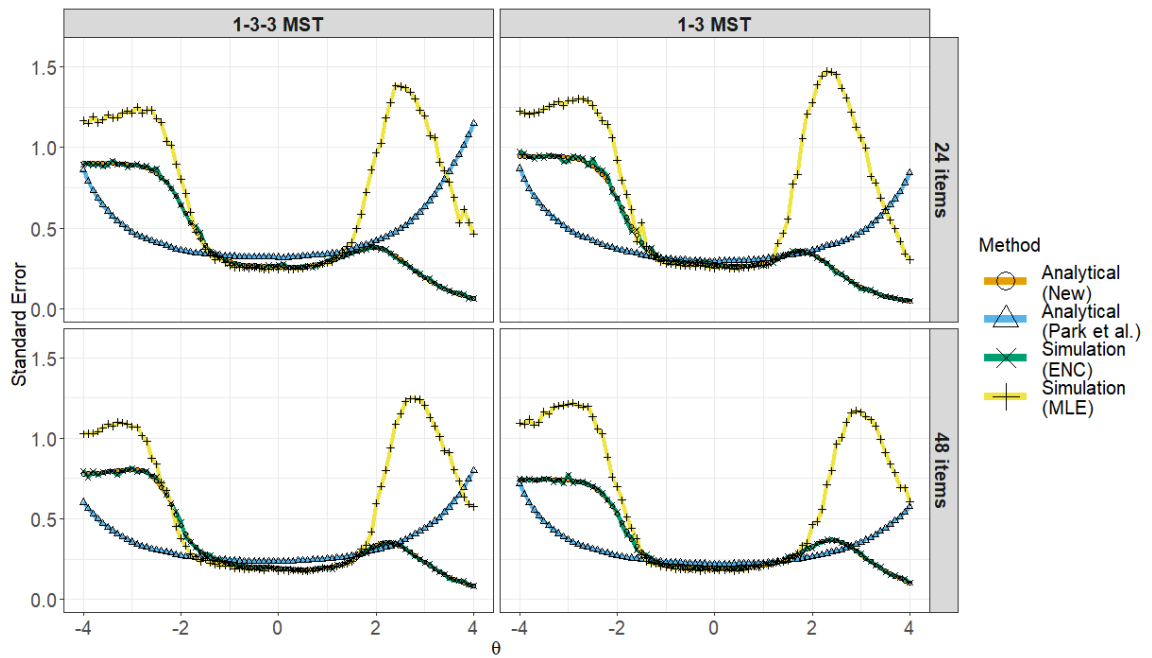 1-3-3 MST
1-3 MST
1.5
1.0
0.5
0.0
24 items
1.5
1.0
0.5
0.0
48 items
Standard Error
-4 -2 0 2 4
-4 -2 0 2 4
θ
Method
Analytical
(New)
Analytical
(Park et al.)
Simulation
(ENC)
Simulation
(MLE)